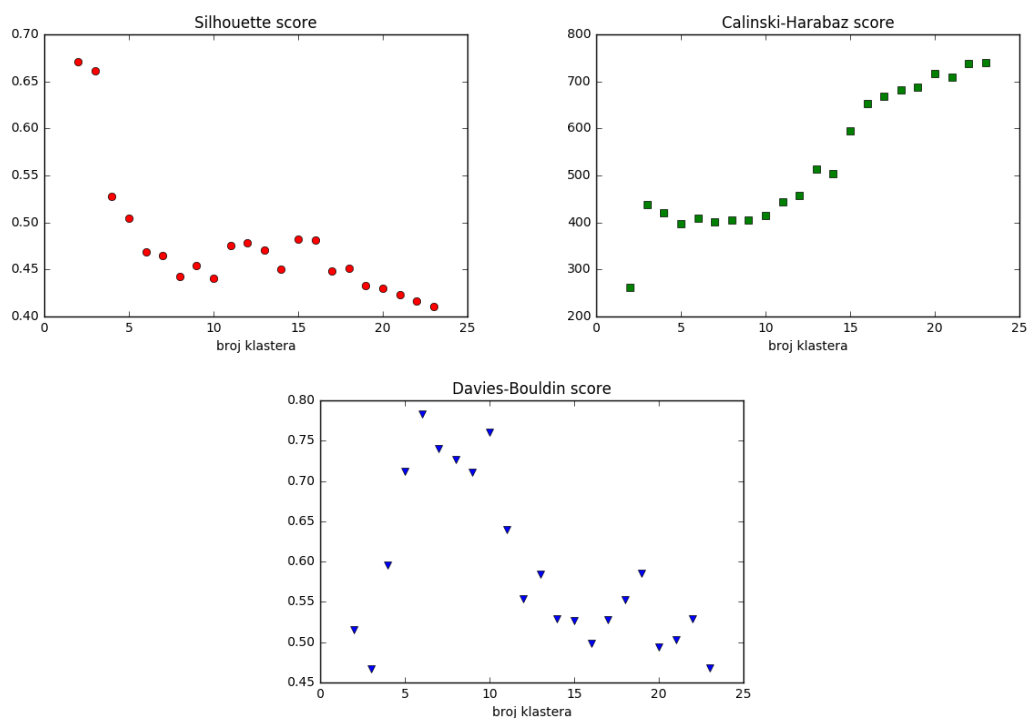 Silhouette score
0.70
0.65
0.60
0.55
0.50
0.45
0.40
0 5 10 15 20 25
broj klastera
Calinski-Harabaz score
800
700
600
500
400
300
200
0 5 10 15 20 25
broj klastera
Davies-Bouldin score
0.80
0.75
0.70
0.65
0.60
0.55
0.50
0.45
0 5 10 15 20 25
broj klastera